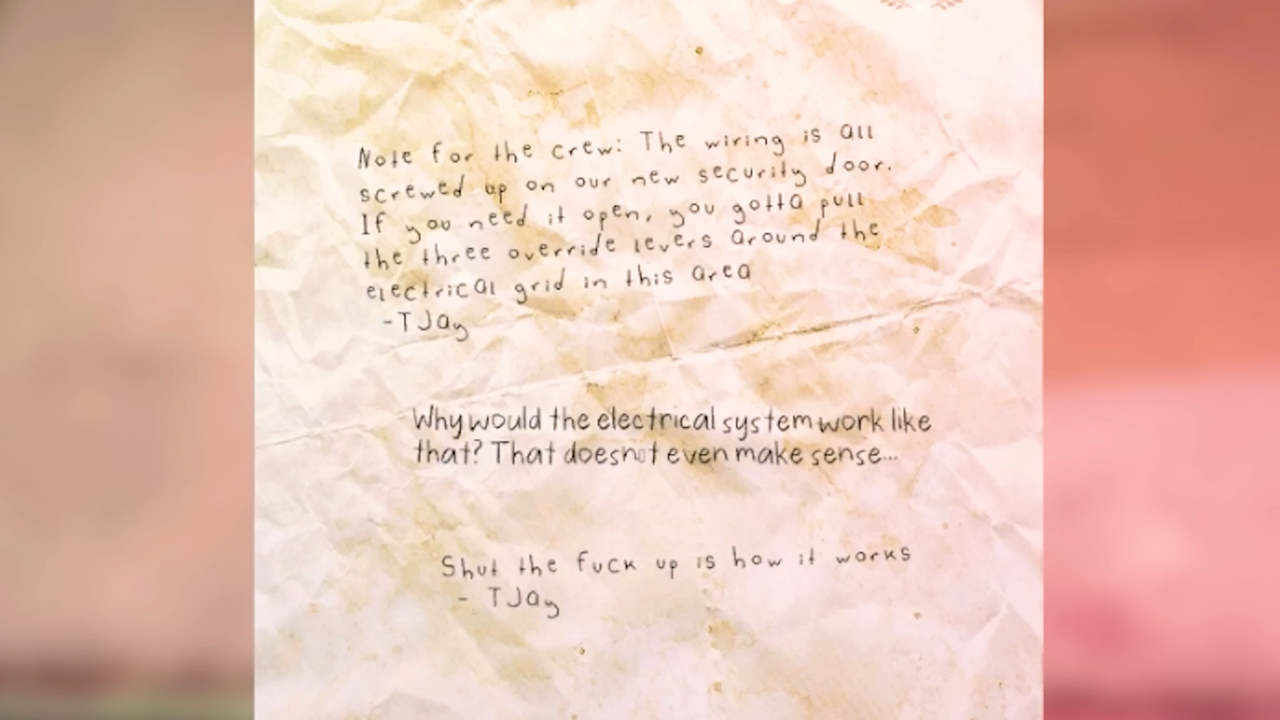 Note for the crew: The wiring is all
screwed up on our new security door.
If you need it open, you gotta pull
the three override levers around the
electrical grid in this area
-TJay
Why would the electrical system work like
that? That doesn't even make sense...
Shut the fuck up is how it works
- TJay